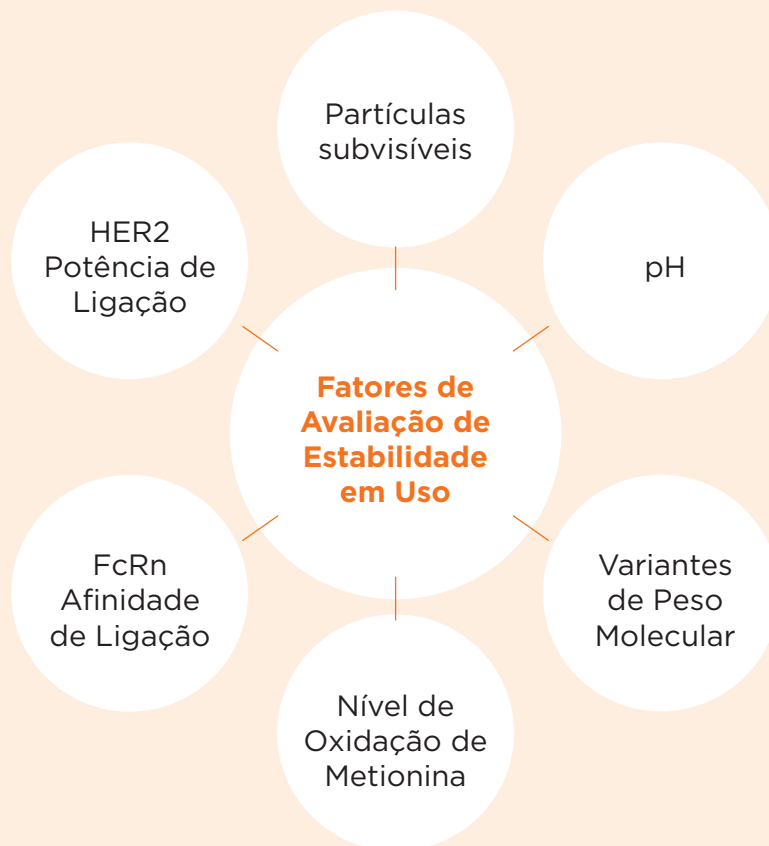 Partículas
subvisíveis
HER2
Potência de
Ligação
pH
Fatores de
Avaliação de
Estabilidade
em Uso
FcRn
Afinidade
de Ligação
Variantes
de Peso
Molecular
Nível de
Oxidação de
Metionina